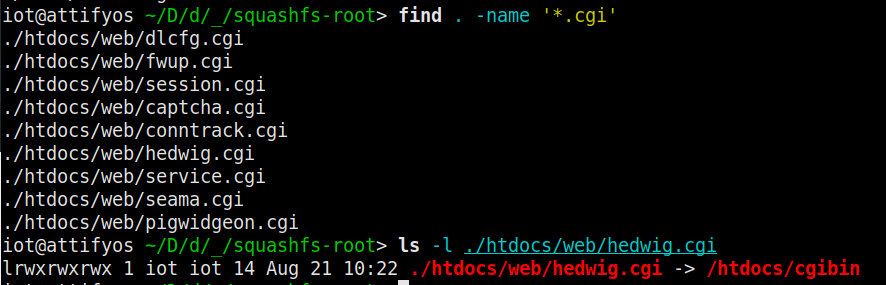 iot@attifyos ~/D/d/_/squashfs-root> find . -name '*.cgi'
./htdocs/web/dlcfg.cgi
./htdocs/web/fwup.cgi
./htdocs/web/session.cgi
./htdocs/web/captcha.cgi
./htdocs/web/conntrack.cgi
./htdocs/web/hedwig.cgi
./htdocs/web/service.cgi
./htdocs/web/seama.cgi
./htdocs/web/pigwidgeon.cgi
iot@attifyos ~/D/d/_/squashfs-root> ls -l ./htdocs/web/hedwig.cgi
lrwxrwxrwx 1 iot iot 14 Aug 21 10:22 ./htdocs/web/hedwig.cgi -> /htdocs/cgibin